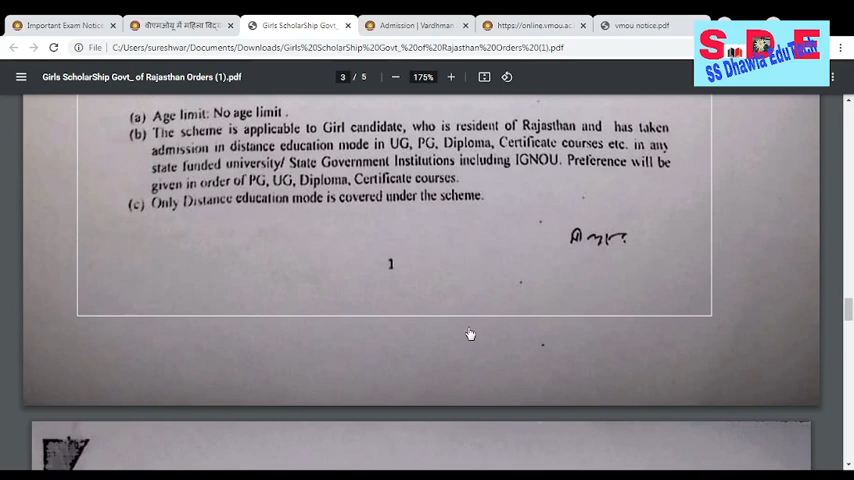 Important Exam Notice
वीएमओयू में महिला विद्य
Girls ScholarShip Govt_
Admission | Vardhman
https://online.vmou.ac.
vmou notice.pdf
File
C:/Users/sureshwar/Documents/Downloads/Girls%20ScholarShip%20Govt_%20of%20Rajasthan%20Orders%20(1).pdf
S D E
SS Dhawla EduTech
Girls ScholarShip Govt_ of Rajasthan Orders (1).pdf
3 / 5
175%
(a) Age limit: No age limit .
(b) The scheme is applicable to Girl candidate, who is resident of Rajasthan and has taken
admission in distance education mode in UG, PG, Diploma, Certificate courses etc. in any
state funded university/ State Government Institutions including IGNOU. Preference will be
given in order of PG, UG, Diploma, Certificate courses.
(c) Only Distance education mode is covered under the scheme.
1